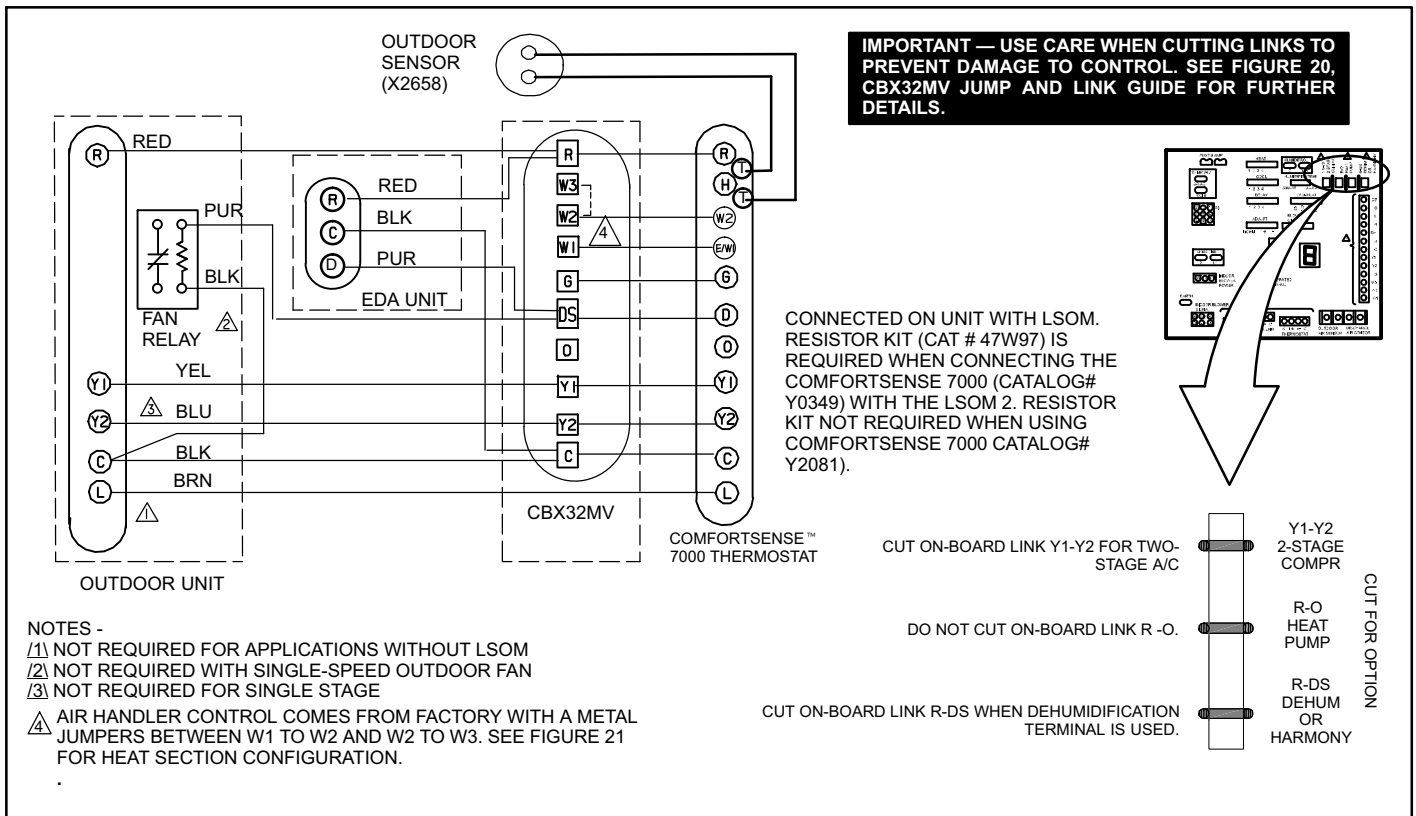 OUTDOOR
SENSOR
(X2658)
IMPORTANT — USE CARE WHEN CUTTING LINKS TO
PREVENT DAMAGE TO CONTROL. SEE FIGURE 20,
CBX32MV JUMP AND LINK GUIDE FOR FURTHER
DETAILS.
R
RED
PUR
BLK
FAN
RELAY
2
YEL
Y1
3
BLU
Y2
BLK
C
BRN
L
1
OUTDOOR UNIT
R
RED
C
BLK
D
PUR
EDA UNIT
R
W3
W2
W1
G
DS
O
Y1
Y2
C
4
CBX32MV
R
T
H
T
W2
E/W1
G
D
O
Y1
Y2
C
L
COMFORTSENSE™
7000 THERMOSTAT
CONNECTED ON UNIT WITH LSOM.
RESISTOR KIT (CAT # 47W97) IS
REQUIRED WHEN CONNECTING THE
COMFORTSENSE 7000 (CATALOG#
Y0349) WITH THE LSOM 2. RESISTOR
KIT NOT REQUIRED WHEN USING
COMFORTSENSE 7000 CATALOG#
Y2081).
CUT ON-BOARD LINK Y1-Y2 FOR TWO-
STAGE A/C
Y1-Y2
2-STAGE
COMPR
DO NOT CUT ON-BOARD LINK R -O.
R-O
HEAT
PUMP
CUT ON-BOARD LINK R-DS WHEN DEHUMIDIFICATION
TERMINAL IS USED.
R-DS
DEHUM
OR
HARMONY
CUT FOR OPTION
NOTES -
/1\ NOT REQUIRED FOR APPLICATIONS WITHOUT LSOM
/2\ NOT REQUIRED WITH SINGLE-SPEED OUTDOOR FAN
/3\ NOT REQUIRED FOR SINGLE STAGE
4 AIR HANDLER CONTROL COMES FROM FACTORY WITH A METAL
JUMPERS BETWEEN W1 TO W2 AND W2 TO W3. SEE FIGURE 21
FOR HEAT SECTION CONFIGURATION.
.